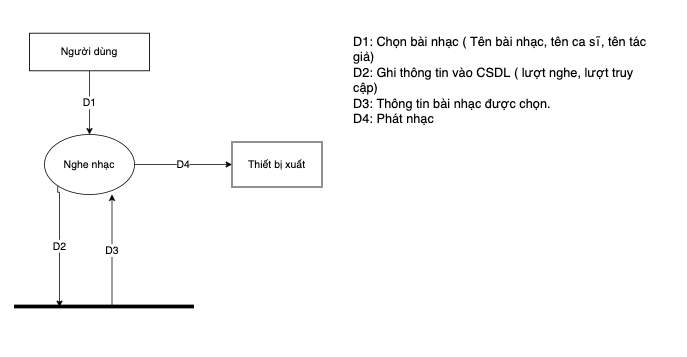 Người dùng
D1
Nghe nhạc
D4
Thiết bị xuất
D2
D3
D1: Chọn bài nhạc ( Tên bài nhạc, tên ca sĩ, tên tác
giả)
D2: Ghi thông tin vào CSDL ( lượt nghe, lượt truy
cập)
D3: Thông tin bài nhạc được chọn.
D4: Phát nhạc